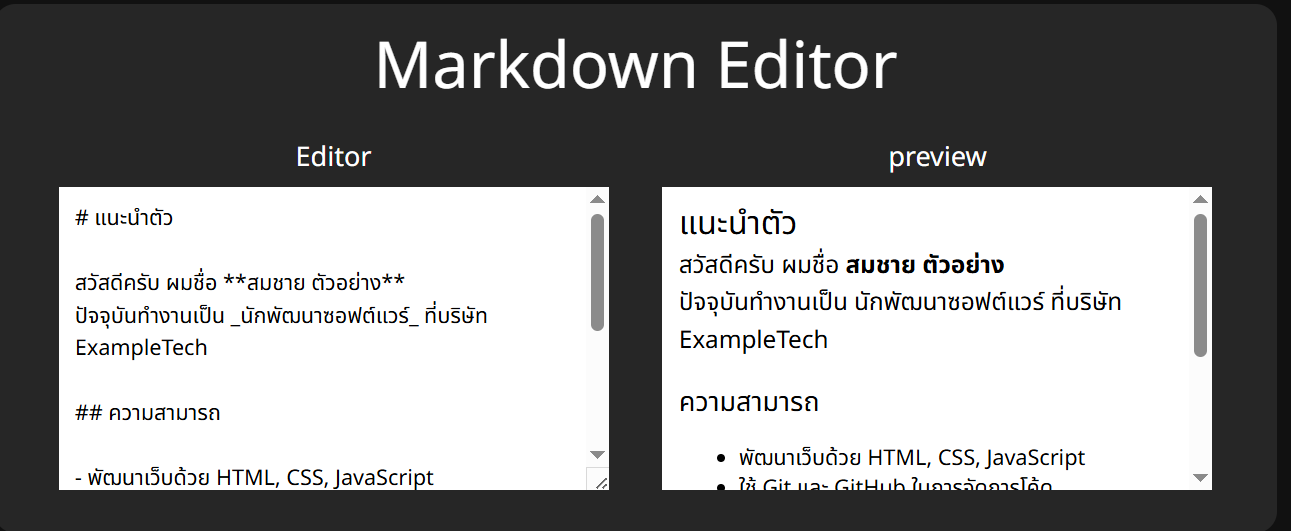 Markdown Editor
Editor
# แนะนำตัว
สวัสดีครับ ผมชื่อ **สมชาย ตัวอย่าง**
ปัจจุบันทำงานเป็น _นักพัฒนาซอฟต์แวร์_ ที่บริษัท
ExampleTech
## ความสามารถ
- พัฒนาเว็บด้วย HTML, CSS, JavaScript
preview
แนะนำตัว
สวัสดีครับ ผมชื่อ สมชาย ตัวอย่าง
ปัจจุบันทำงานเป็น นักพัฒนาซอฟต์แวร์ ที่บริษัท
ExampleTech
ความสามารถ
• พัฒนาเว็บด้วย HTML, CSS, JavaScript
• ใช้ Git และ GitHub ในการจัดการโค้ด